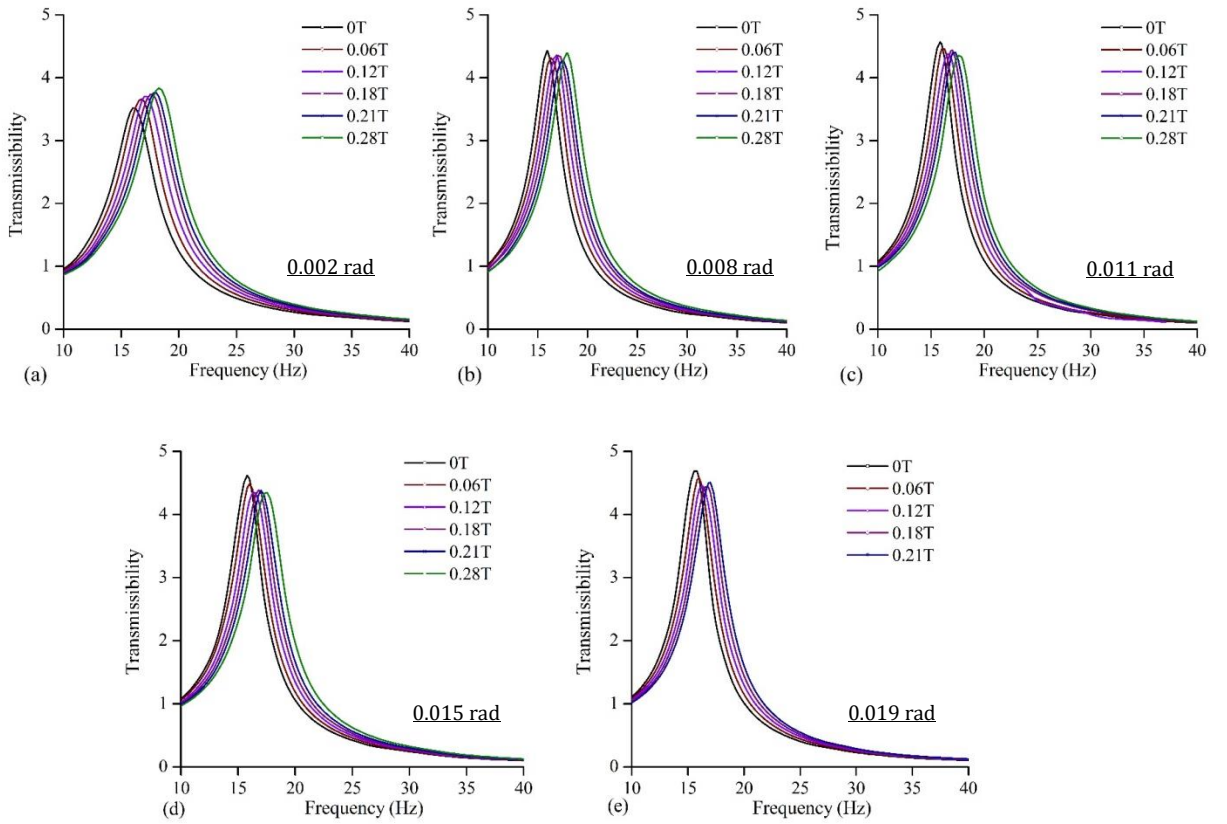 5
4
3
2
1
0
Transmissibility
0T
0.06T
0.12T
0.18T
0.21T
0.28T
0.002 rad
10 15 20 25 30 35 40
Frequency (Hz)
(a)
5
4
3
2
1
0
Transmissibility
0T
0.06T
0.12T
0.18T
0.21T
0.28T
0.008 rad
10 15 20 25 30 35 40
Frequency (Hz)
(b)
5
4
3
2
1
0
Transmissibility
0T
0.06T
0.12T
0.18T
0.21T
0.28T
0.011 rad
10 15 20 25 30 35 40
Frequency (Hz)
(c)
5
4
3
2
1
0
Transmissibility
0T
0.06T
0.12T
0.18T
0.21T
0.28T
0.015 rad
10 15 20 25 30 35 40
Frequency (Hz)
(d)
5
4
3
2
1
0
Transmissibility
0T
0.06T
0.12T
0.18T
0.21T
0.019 rad
10 15 20 25 30 35 40
Frequency (Hz)
(e)